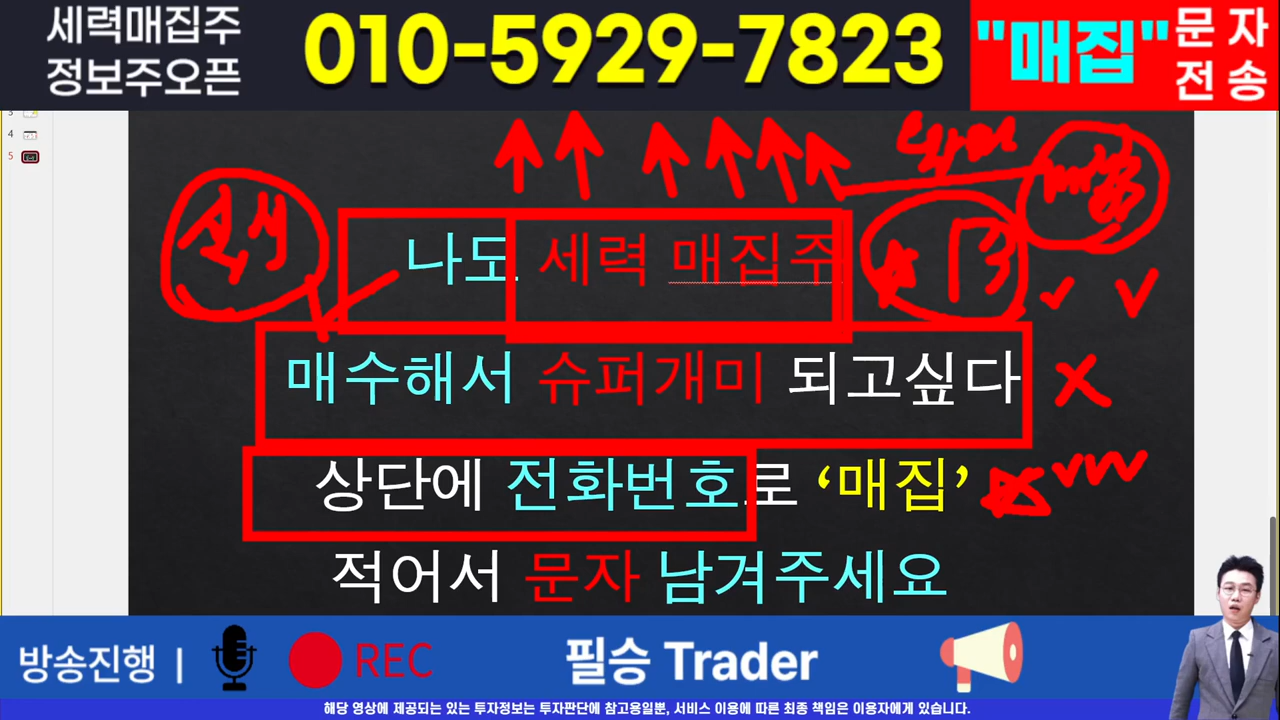 세력매집주
정보주오픈
010-5929-7823
"매집"
문자
전송
3
4
5
나도 세력 매집주
매수해서 슈퍼개미 되고싶다
상단에 전화번호로 ‘매집’
적어서 문자 남겨주세요
방송진행 |
REC
필승 Trader
해당 영상에 제공되는 있는 투자정보는 투자판단에 참고용일뿐, 서비스 이용에 따른 최종 책임은 이용자에게 있습니다.